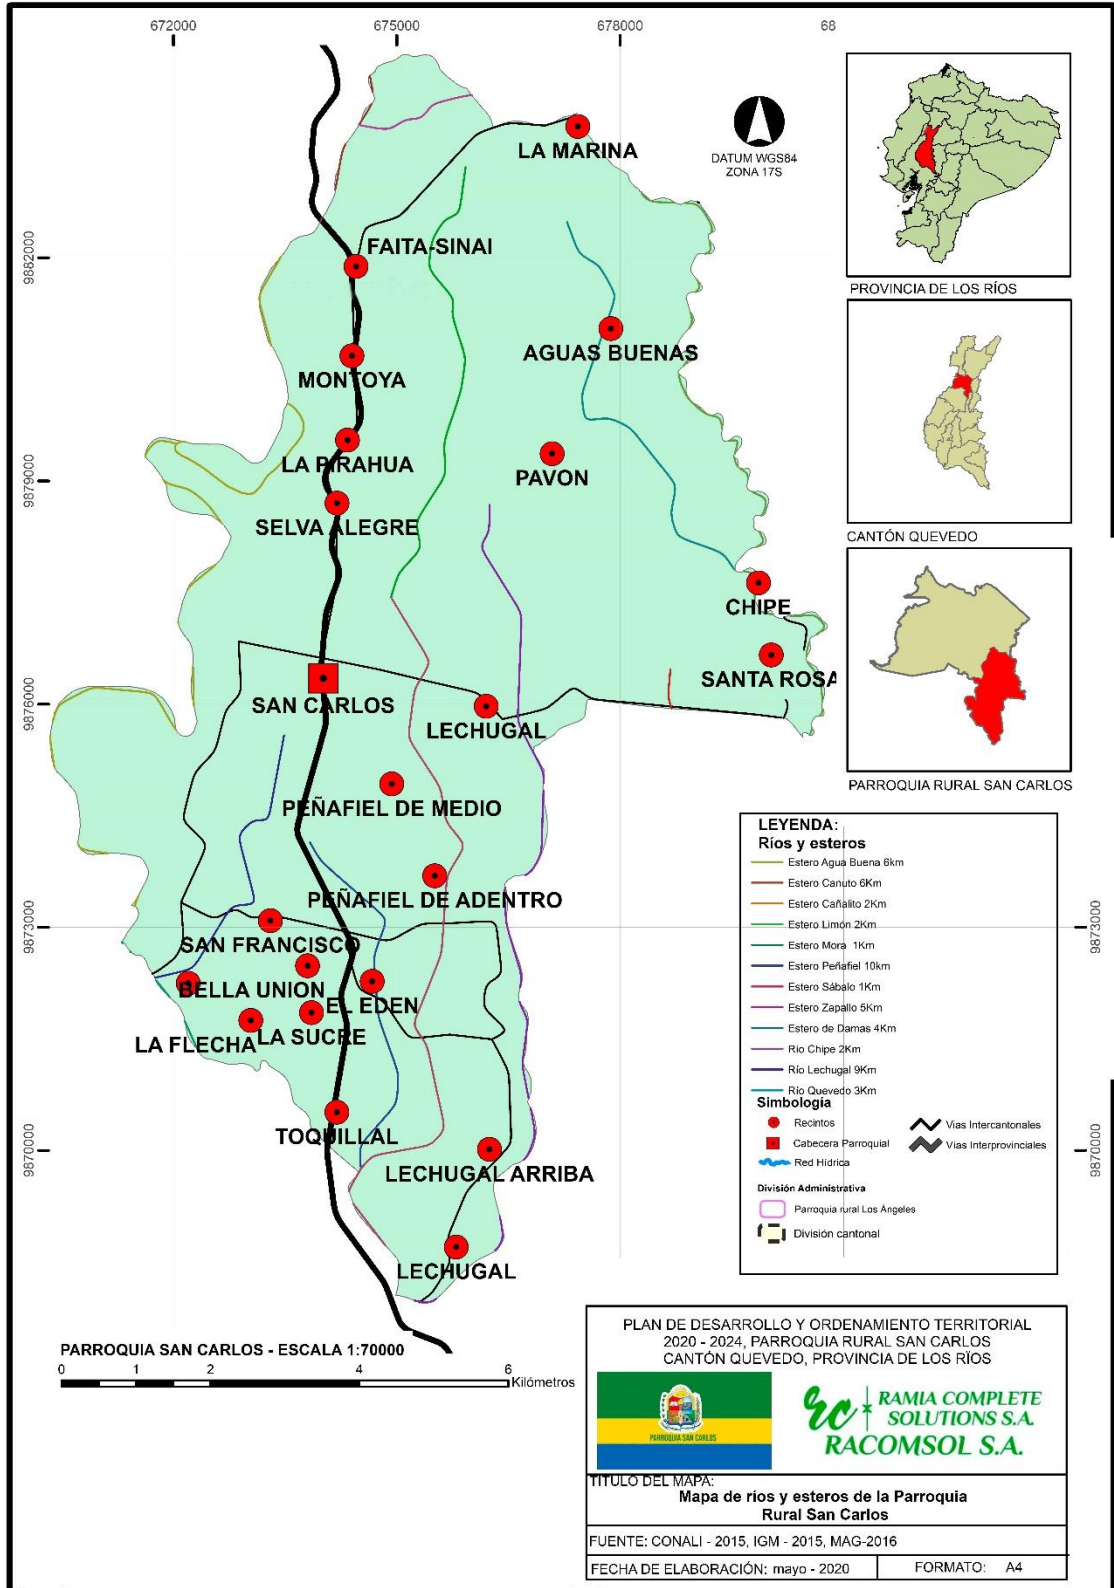 672000
675000
678000
68
DATUM WGS84
ZONA 17S
9882000
9879000
9876000
9873000
9870000
9873000
9870000
LA MARINA
FAITA-SINAI
AGUAS BUENAS
MONTOYA
LA PIRAHUA
PAVON
SELVA ALEGRE
CHIPE
SANTA ROSA
SAN CARLOS
LECHUGAL
PEÑAFIEL DE MEDIO
PEÑAFIEL DE ADENTRO
SAN FRANCISCO
BELLA UNION
EL EDEN
LA FLECHA
LA SUCRE
TOQUILLAL
LECHUGAL ARRIBA
LECHUGAL
PROVINCIA DE LOS RÍOS
CANTÓN QUEVEDO
PARROQUIA RURAL SAN CARLOS
LEYENDA:
Ríos y esteros
Estero Agua Buena 6km
Estero Canuto 6Km
Estero Cañalito 2Km
Estero Limón 2Km
Estero Mora 1Km
Estero Peñafiel 10km
Estero Sábalo 1Km
Estero Zapallo 5Km
Estero de Damas 4Km
Río Chipe 2Km
Río Lechugal 9Km
Río Quevedo 3Km
Simbología
Recintos
Cabecera Parroquial
Red Hídrica
Vías Intercantonales
Vías Interprovinciales
División Administrativa
Parroquia rural Los Ángeles
División cantonal
PARROQUIA SAN CARLOS - ESCALA 1:70000
0 1 2 4 6
Kilómetros
PLAN DE DESARROLLO Y ORDENAMIENTO TERRITORIAL
2020 - 2024, PARROQUIA RURAL SAN CARLOS
CANTÓN QUEVEDO, PROVINCIA DE LOS RÏOS
PARROQUIA SAN CARLOS
rc RAMIA COMPLETE
SOLUTIONS S.A.
RACOMSOL S.A.
TITULO DEL MAPA:
Mapa de ríos y esteros de la Parroquia
Rural San Carlos
FUENTE: CONALI - 2015, IGM - 2015, MAG-2016
FECHA DE ELABORACIÓN: mayo - 2020
FORMATO: A4